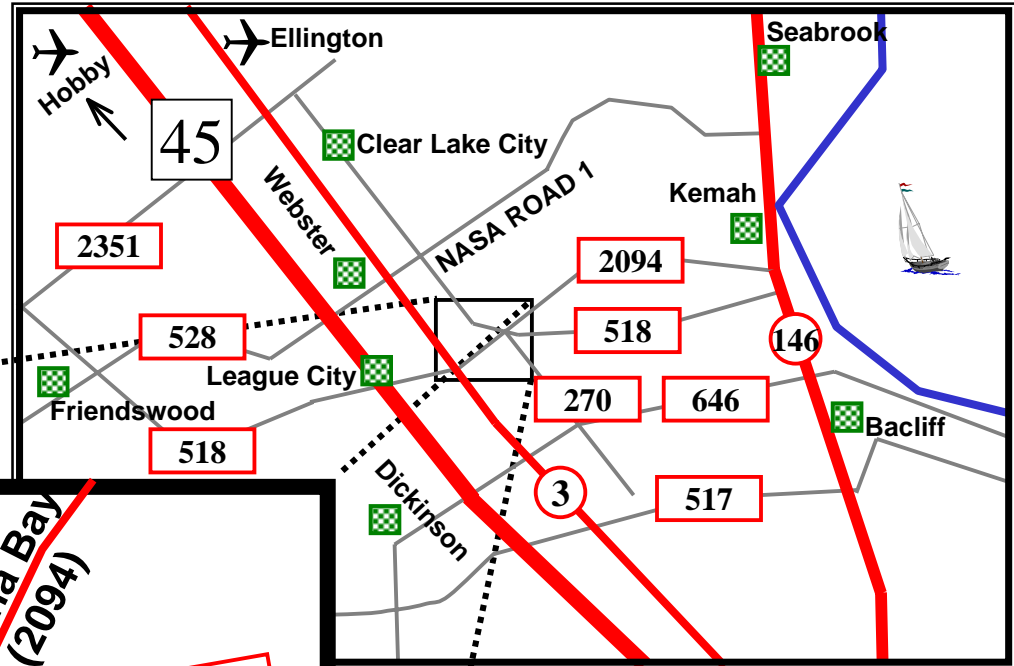 Seabrook
Ellington
Hobby
45
Clear Lake City
Webster
NASA ROAD 1
Kemah
2351
2094
528
518
146
League City
Friendswood
270
646
Bacliff
518
Dickinson
3
517
Bay
(2094)